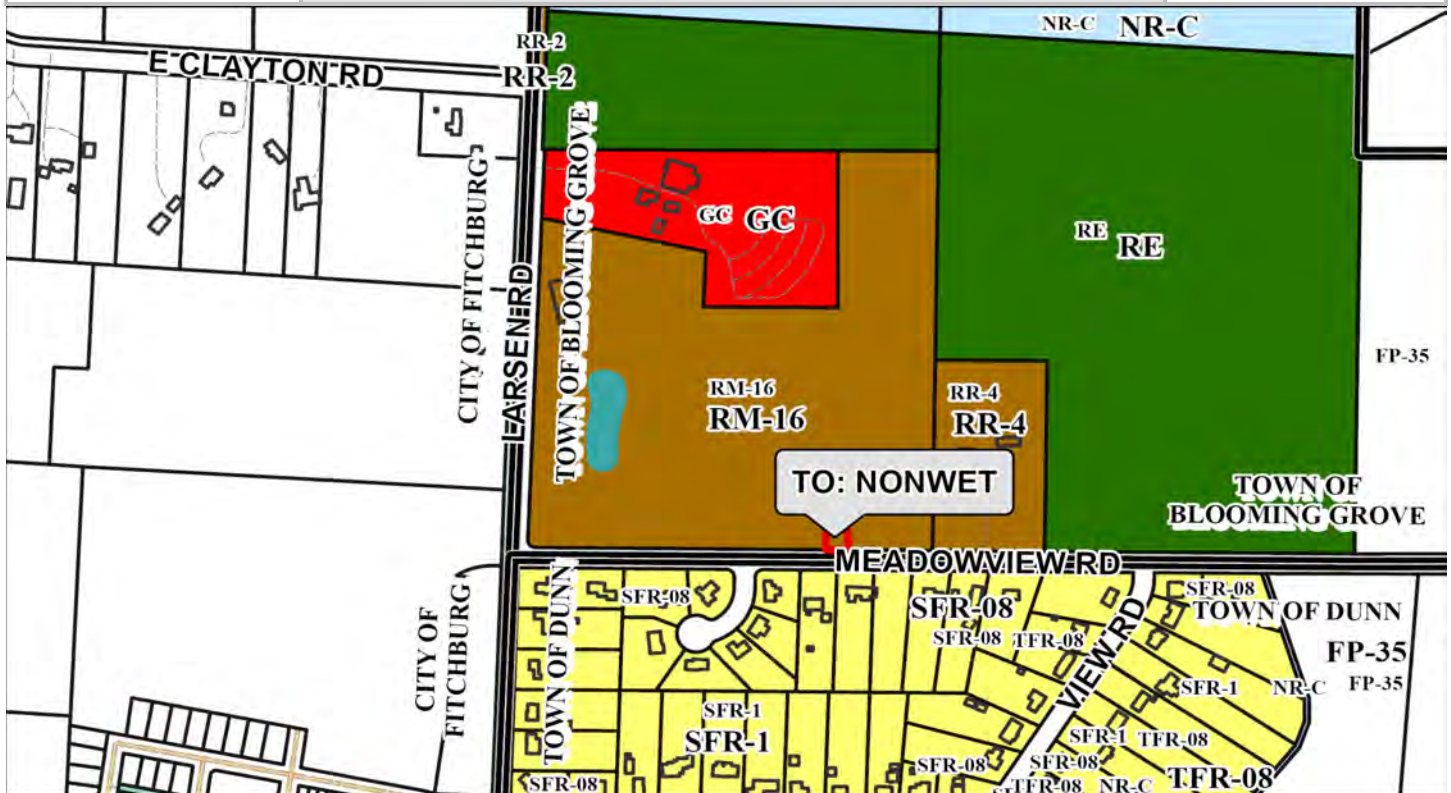 NR-C NR-C
RR-2
RR-2
E CLAYTON RD
TOWN OF BLOOMING GROVE
CITY OF FITCHBURG
LARSEN RD
GC GC
RE
RE
FP-35
RM-16
RM-16
RR-4
RR-4
TO: NONWET
TOWN OF
BLOOMING GROVE
MEADOWVIEW RD
CITY OF
FITCHBURG
TOWN OF DUNN
SFR-08
SFR-08
SFR-08 TFR-08
SFR-08
TOWN OF DUNN
FP-35
FP-35
VIEW RD
SFR-1
NR-C
SFR-1
SFR-1
SFR-1 TFR-08
SFR-08
SFR-08
SFR-08
TFR-08 NR-C
TFR-08